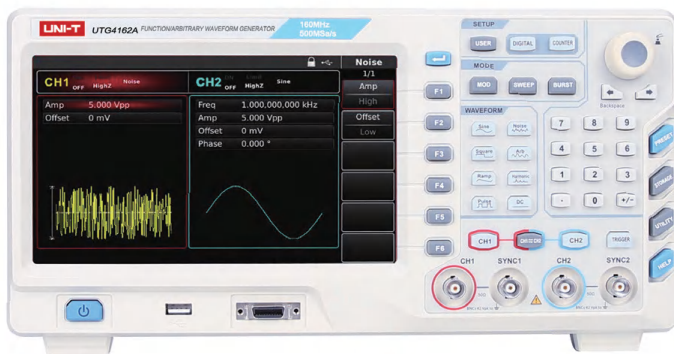 UNI-T UTG4162A FUNCTION/ARBITRARY WAVEFORM GENERATOR 160MHz
500MSa/s
Noise
1/1
CH1 OFF HighZ Noise
CH2 OFF HighZ Sine
Amp 5.000 Vpp
Offset 0 mV
Freq 1.000,000,000 kHz
Amp 5.000 Vpp
Offset 0 mV
Phase 0.000 °
Amp
High
Offset
Low
F1
F2
F3
F4
F5
F6
SETUP
USER DIGITAL COUNTER
MODE
MOD SWEEP BURST
WAVEFORM
Sine Noise
Square Arb
Ramp Harmonic
Pulse DC
Backspace
7 8 9
4 5 6
1 2 3
. 0 +/-
PRESET
STORAGE
UTILITY
HELP
CH1 CH2 TRIGGER
CH1 SYNC1 CH2 SYNC2